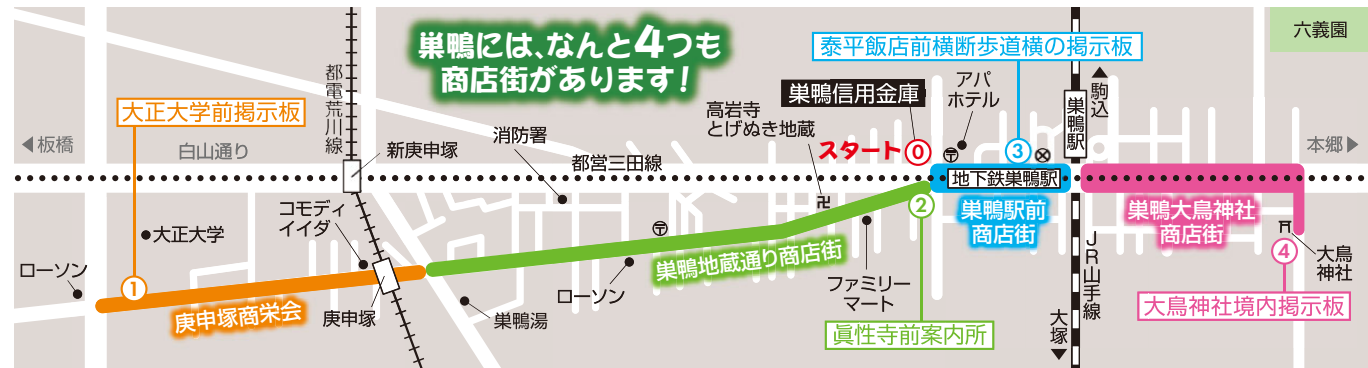 巣鴨には、なんと4つも
商店街があります!
泰平飯店前横断歩道横の掲示板
六義園
都電荒川線
大正大学前掲示板
◀板橋
白山通り
新庚申塚
消防署
都営三田線
高岩寺
とげぬき地蔵
巣鴨信用金庫
スタート
0
アパ
ホテル
3
巣鴨駅
▲駒込
本郷▶
地下鉄巣鴨駅
コモディ
イイダ
大正大学
ローソン
1
庚申塚商栄会
庚申塚
巣鴨湯
ローソン
巣鴨地蔵通り商店街
卍
ファミリー
マート
2
眞性寺前案内所
巣鴨駅前
商店街
JR山手線
大塚▼
巣鴨大鳥神社
商店街
4
大鳥
神社
大鳥神社境内掲示板